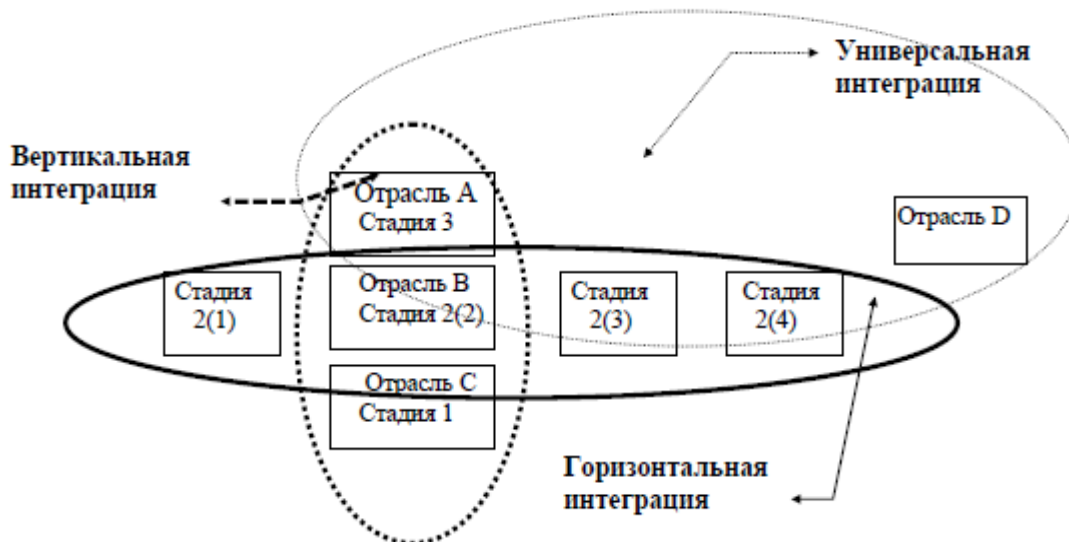 Универсальная
интеграция
Вертикальная
интеграция
Отрасль А
Стадия 3
Отрасль D
Стадия
2(1)
Отрасль В
Стадия 2(2)
Стадия
2(3)
Стадия
2(4)
Отрасль С
Стадия 1
Горизонтальная
интеграция